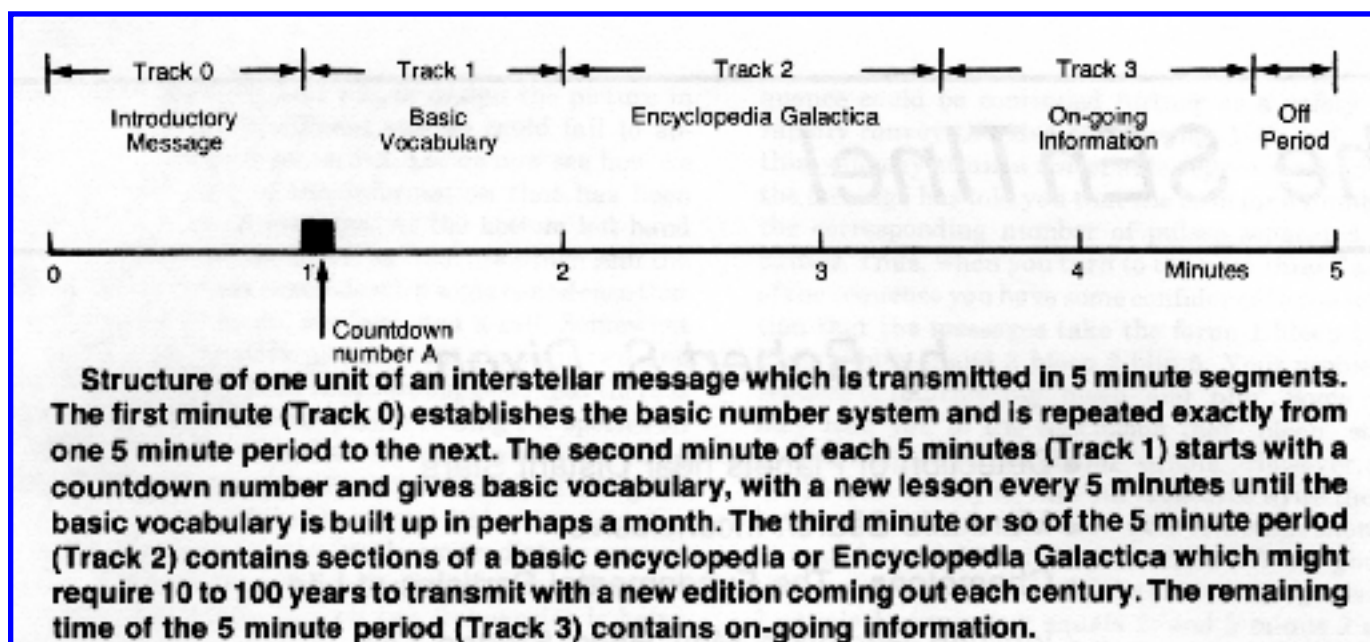 Track 0 Track 1 Track 2 Track 3
Introductory Message
Basic Vocabulary
Encyclopedia Galactica
On-going Information
Off Period
0 1 2 3 4 Minutes 5
Countdown
number A
Structure of one unit of an interstellar message which is transmitted in 5 minute segments.
The first minute (Track 0) establishes the basic number system and is repeated exactly from
one 5 minute period to the next. The second minute of each 5 minutes (Track 1) starts with a
countdown number and gives basic vocabulary, with a new lesson every 5 minutes until the
basic vocabulary is built up in perhaps a month. The third minute or so of the 5 minute period
(Track 2) contains sections of a basic encyclopedia or Encyclopedia Galactica which might
require 10 to 100 years to transmit with a new edition coming out each century. The remaining
time of the 5 minute period (Track 3) contains on-going information.